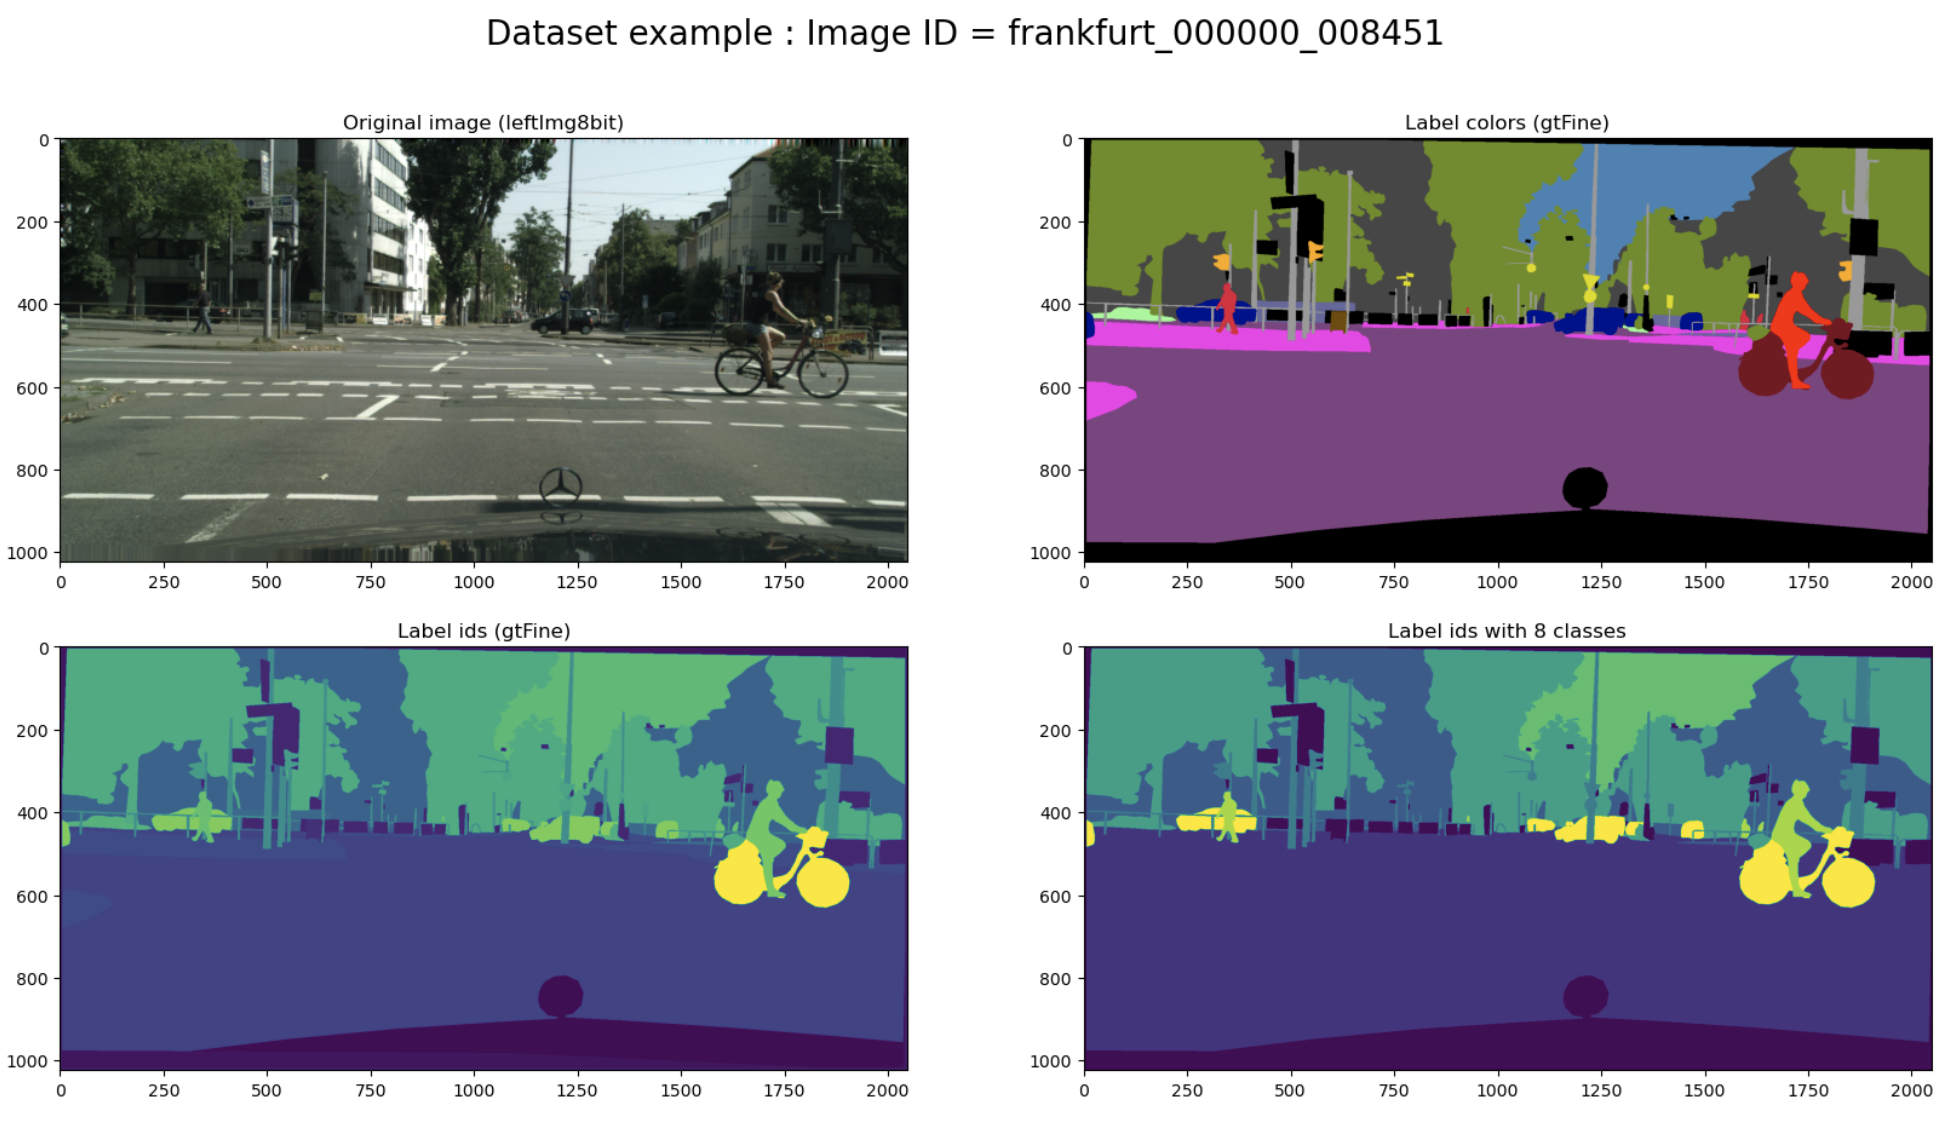 Dataset example : Image ID = frankfurt_000000_008451
Original image (leftImg8bit)
0
200
400
600
800
1000
0 250 500 750 1000 1250 1500 1750 2000
Label colors (gtFine)
0
200
400
600
800
1000
0 250 500 750 1000 1250 1500 1750 2000
Label ids (gtFine)
0
200
400
600
800
1000
0 250 500 750 1000 1250 1500 1750 2000
Label ids with 8 classes
0
200
400
600
800
1000
0 250 500 750 1000 1250 1500 1750 2000